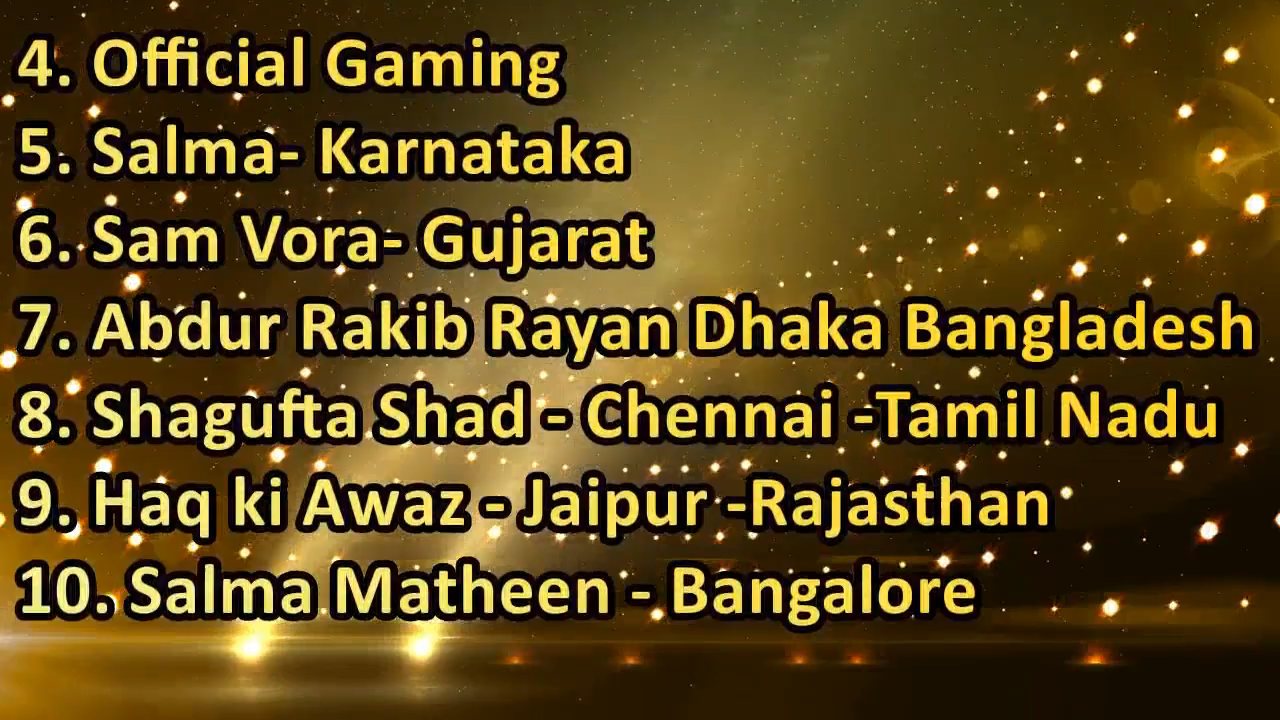 4. Official Gaming
5. Salma- Karnataka
6. Sam Vora- Gujarat
7. Abdur Rakib Rayan Dhaka Bangladesh
8. Shagufta Shad - Chennai -Tamil Nadu
9. Haq ki Awaz - Jaipur -Rajasthan
10. Salma Matheen - Bangalore